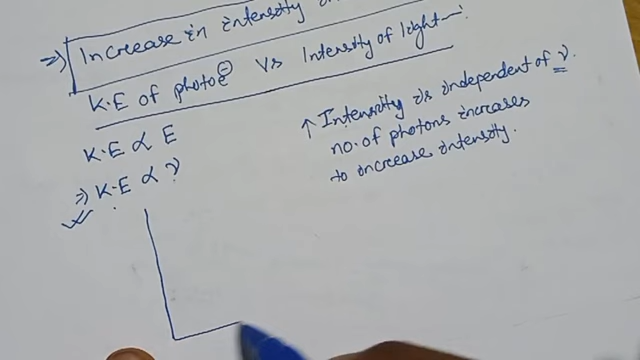 => Increase in intensity
K.E of photoe⊖ vs Intensity of light —
K.E ∝ E
=> K.E ∝ ν
↑ Intensity is independent of ν.
no. of photons increases
to increase intensity.